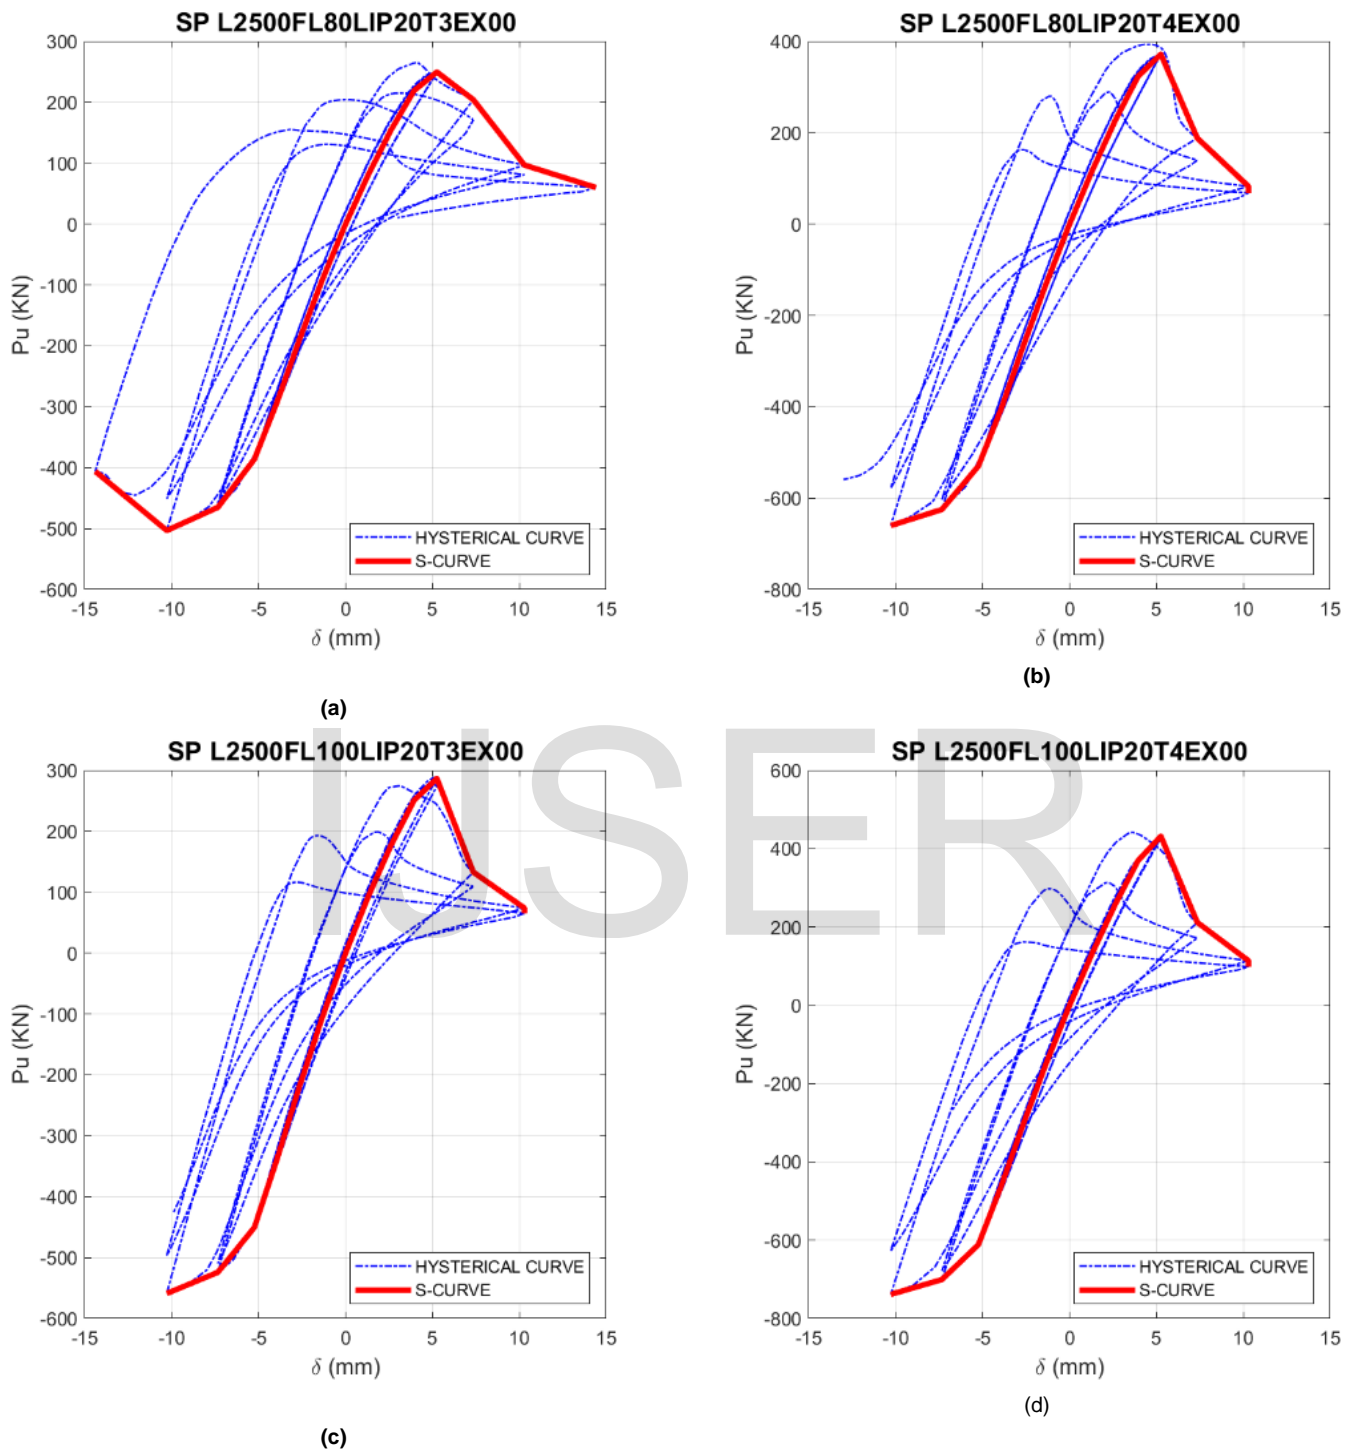 SP L2500FL80LIP20T3EX00
300
200
100
0
-100
-200
-300
-400
-500
-600
Pu (KN)
-15 -10 -5 0 5 10 15
δ (mm)
HYSTERICAL CURVE
S-CURVE
(a)
SP L2500FL80LIP20T4EX00
400
200
0
-200
-400
-600
-800
Pu (KN)
-15 -10 -5 0 5 10 15
δ (mm)
HYSTERICAL CURVE
S-CURVE
(b)
IJSER
SP L2500FL100LIP20T3EX00
300
200
100
0
-100
-200
-300
-400
-500
-600
Pu (KN)
-15 -10 -5 0 5 10 15
δ (mm)
HYSTERICAL CURVE
S-CURVE
(c)
SP L2500FL100LIP20T4EX00
600
400
200
0
-200
-400
-600
-800
Pu (KN)
-15 -10 -5 0 5 10 15
δ (mm)
HYSTERICAL CURVE
S-CURVE
(d)